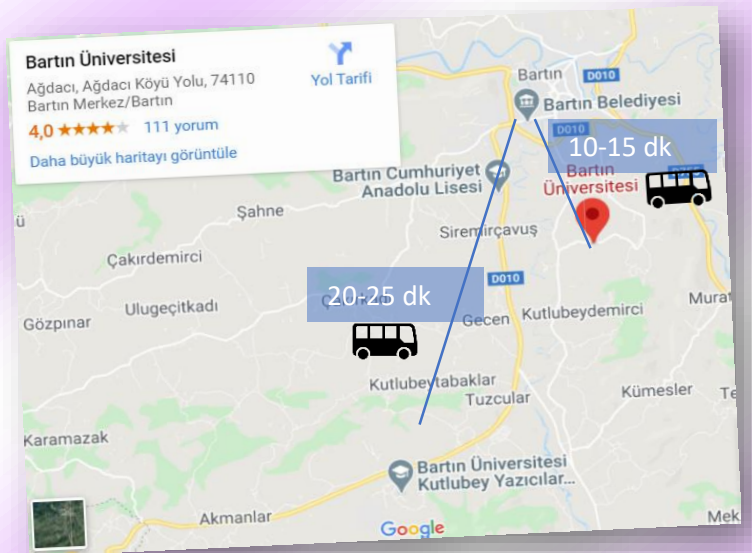 Bartın Üniversitesi
Ağdacı, Ağdacı Köyü Yolu, 74110
Bartın Merkez/Bartın
4,0 ★★★★★ 111 yorum
Daha büyük haritayı görüntüle
Yol Tarifi
Bartın
D010
Bartın Belediyesi
D010
10-15 dk
Bartın
Üniversitesi
Bartın Cumhuriyet
Anadolu Lisesi
Şahne
Siremirçavuş
Çakırdemirci
D010
20-25 dk
Ulugeçitkadı
Gözpınar
Gecen
Kutlubeydemirci
Murat
Kutlubeytabaklar
Tuzcular
Kümesler
Te
Karamazak
Bartın Üniversitesi
Kutlubey Yazıcılar...
Akmanlar
Google
Mek